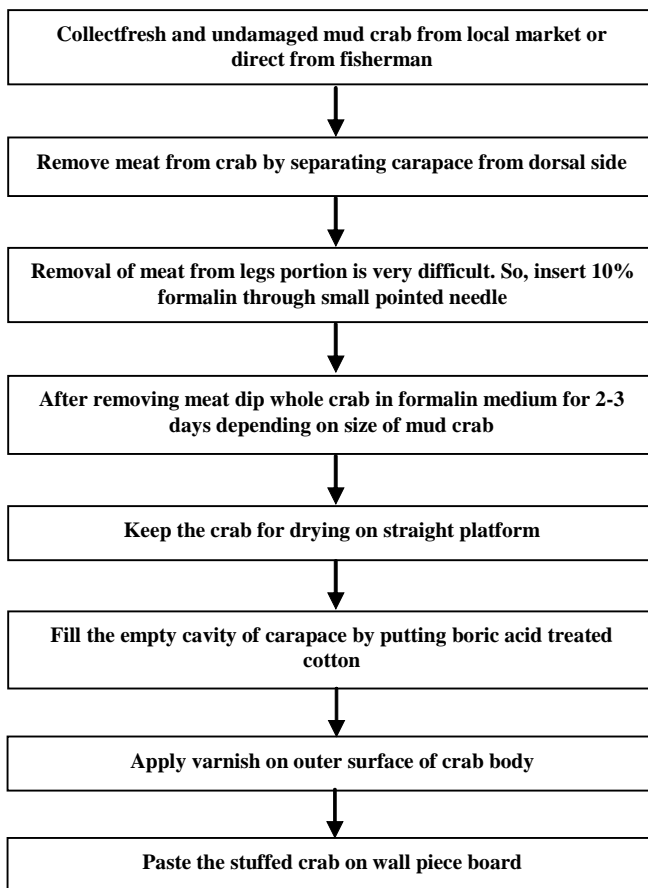 Collectfresh and undamaged mud crab from local market or
direct from fisherman
Remove meat from crab by separating carapace from dorsal side
Removal of meat from legs portion is very difficult. So, insert 10%
formalin through small pointed needle
After removing meat dip whole crab in formalin medium for 2-3
days depending on size of mud crab
Keep the crab for drying on straight platform
Fill the empty cavity of carapace by putting boric acid treated
cotton
Apply varnish on outer surface of crab body
Paste the stuffed crab on wall piece board